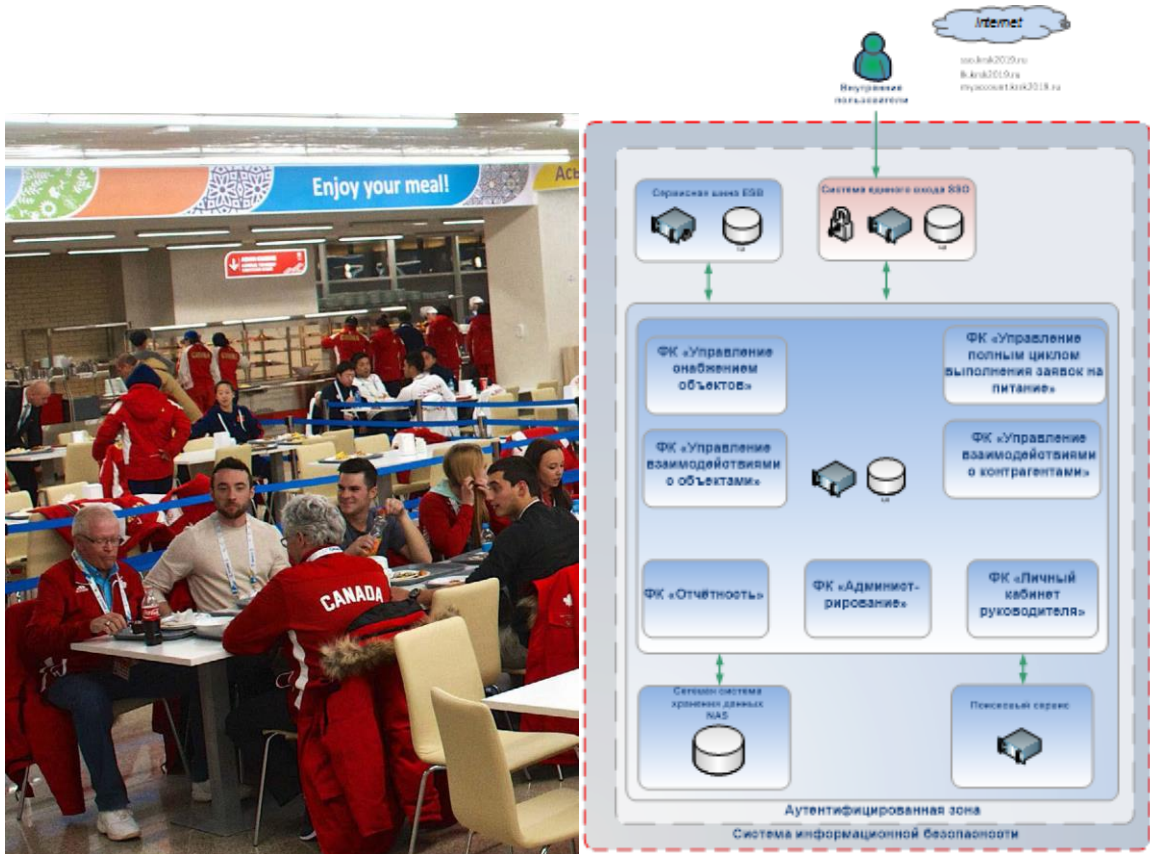 Internet
sso.krsk2019.ru
lk.krsk2019.ru
myaccount.krsk2019.ru
Внутренние
пользователи
Enjoy your meal!
Ась
CANADA
Сервисная шина ESB
Система единого входа SSO
ФК «Управление
снабжением
объектов»
ФК «Управление
полным циклом
выполнения заявок на
питание»
ФК «Управление
взаимодействиями
с объектами»
ФК «Управление
взаимодействиями
с контрагентами»
ФК «Отчётность»
ФК «Админист-
рирование»
ФК «Личный
кабинет
руководителя»
Сетевая система
хранения данных
NAS
Поисковый сервис
Аутентифицированная зона
Система информационной безопасности